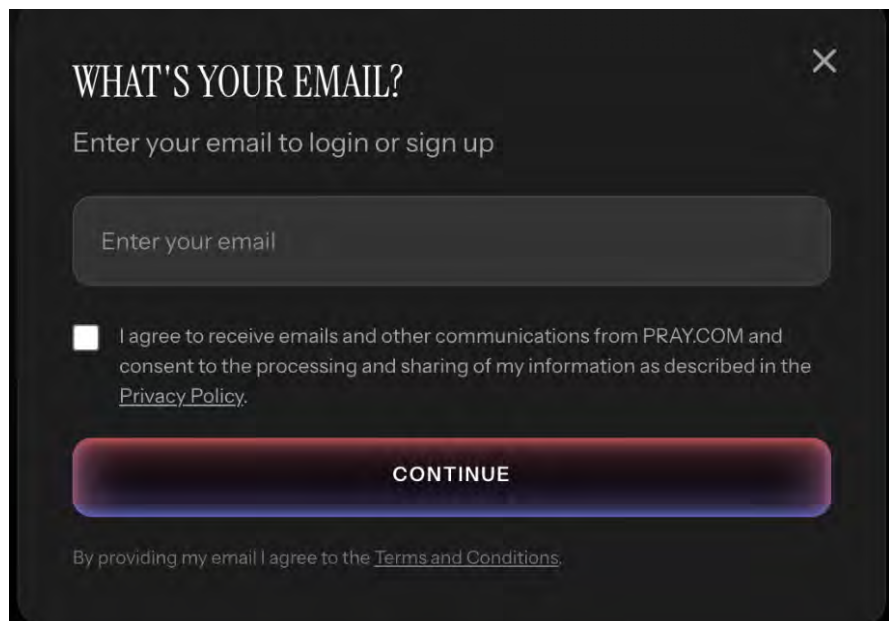 WHAT'S YOUR EMAIL?
Enter your email to login or sign up
Enter your email
I agree to receive emails and other communications from PRAY.COM and
consent to the processing and sharing of my information as described in the
Privacy Policy.
CONTINUE
By providing my email I agree to the Terms and Conditions.